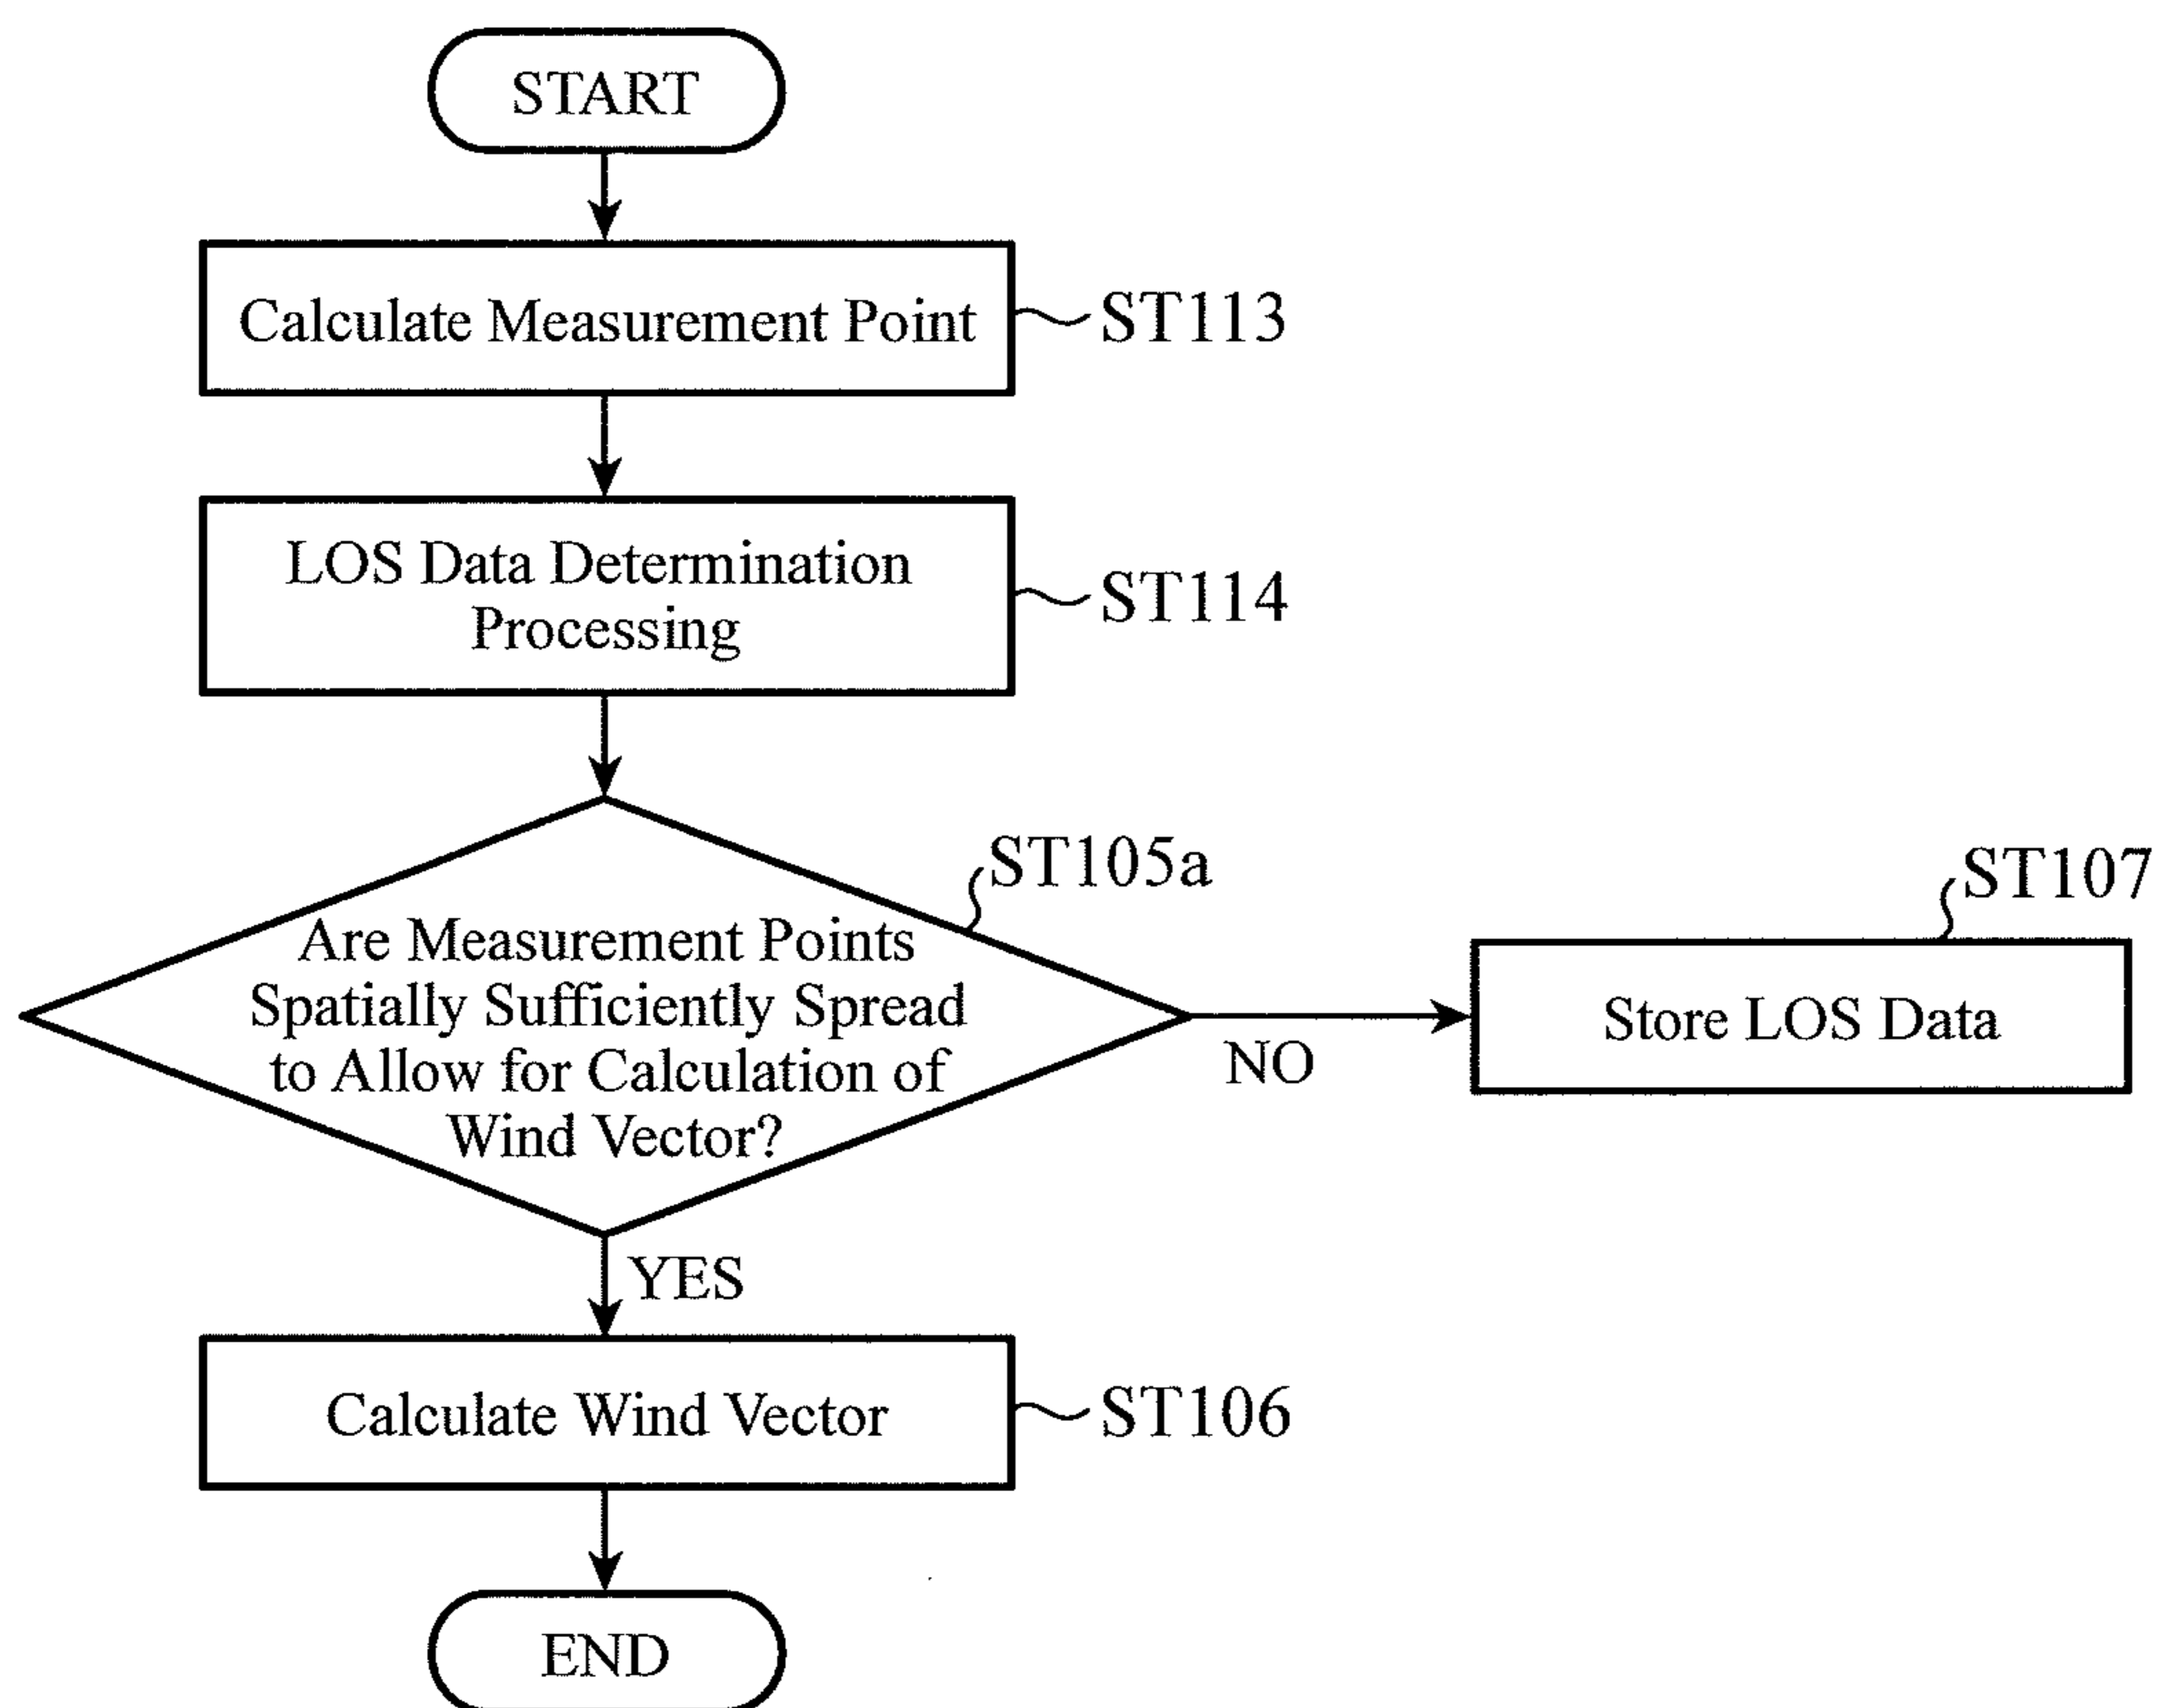 START
Calculate Measurement Point
ST113
LOS Data Determination
Processing
ST114
ST105a
Are Measurement Points
Spatially Sufficiently Spread
to Allow for Calculation of
Wind Vector?
NO
ST107
Store LOS Data
YES
Calculate Wind Vector
ST106
END